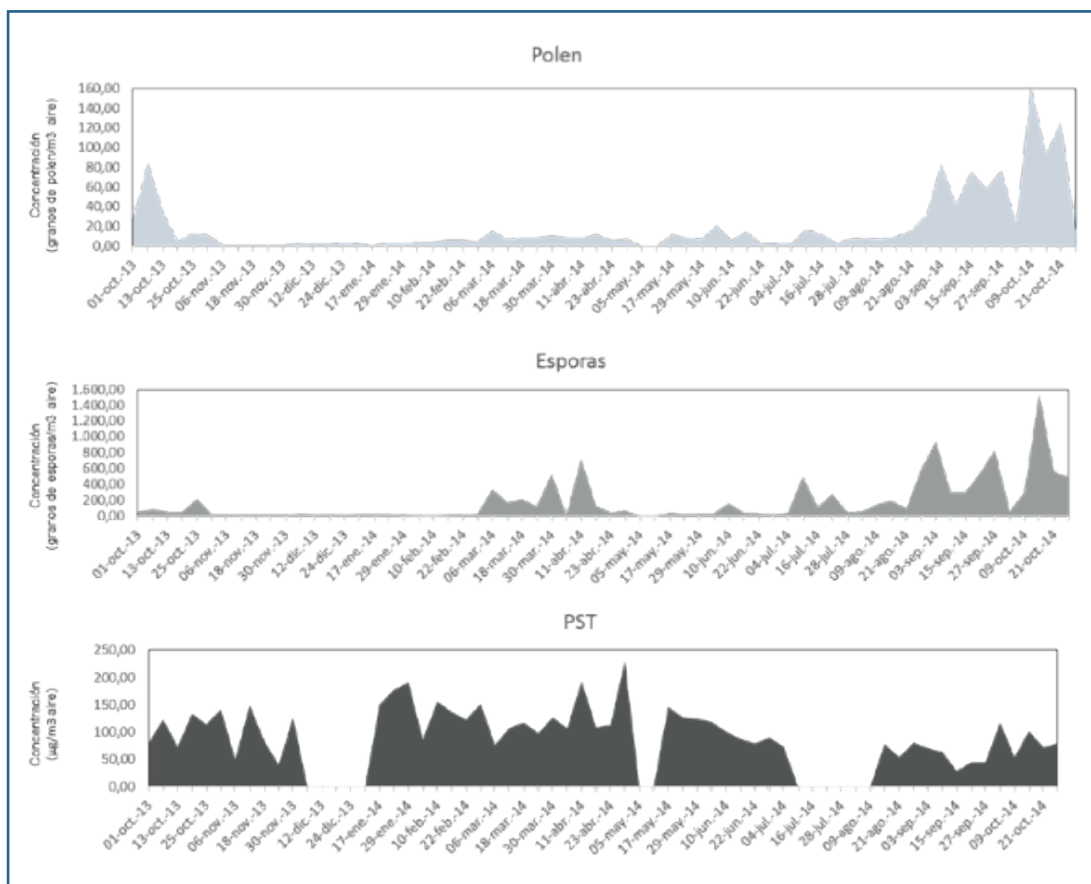 Polen
Concentración
(granos de polen/m3 aire)
160,00
140,00
120,00
100,00
80,00
60,00
40,00
20,00
0,00
01-oct.-13
13-oct.-13
25-oct.-13
06-nov.-13
18-nov.-13
30-nov.-13
12-dic.-13
24-dic.-13
17-ene.-14
29-ene.-14
10-feb.-14
22-feb.-14
06-mar.-14
18-mar.-14
30-mar.-14
11-abr.-14
23-abr.-14
05-may.-14
17-may.-14
29-may.-14
10-jun.-14
22-jun.-14
04-jul.-14
16-jul.-14
28-jul.-14
09-ago.-14
21-ago.-14
03-sep.-14
15-sep.-14
27-sep.-14
09-oct.-14
21-oct.-14
Esporas
Concentración
(granos de esporas/m3 aire)
1.600,00
1.400,00
1.200,00
1.000,00
800,00
600,00
400,00
200,00
0,00
01-oct.-13
13-oct.-13
25-oct.-13
06-nov.-13
18-nov.-13
30-nov.-13
12-dic.-13
24-dic.-13
17-ene.-14
29-ene.-14
10-feb.-14
22-feb.-14
06-mar.-14
18-mar.-14
30-mar.-14
11-abr.-14
23-abr.-14
05-may.-14
17-may.-14
29-may.-14
10-jun.-14
22-jun.-14
04-jul.-14
16-jul.-14
28-jul.-14
09-ago.-14
21-ago.-14
03-sep.-14
15-sep.-14
27-sep.-14
09-oct.-14
21-oct.-14
PST
Concentración
(µg/m3 aire)
250,00
200,00
150,00
100,00
50,00
0,00
01-oct.-13
13-oct.-13
25-oct.-13
06-nov.-13
18-nov.-13
30-nov.-13
12-dic.-13
24-dic.-13
17-ene.-14
29-ene.-14
10-feb.-14
22-feb.-14
06-mar.-14
18-mar.-14
30-mar.-14
11-abr.-14
23-abr.-14
05-may.-14
17-may.-14
29-may.-14
10-jun.-14
22-jun.-14
04-jul.-14
16-jul.-14
28-jul.-14
09-ago.-14
21-ago.-14
03-sep.-14
15-sep.-14
27-sep.-14
09-oct.-14
21-oct.-14